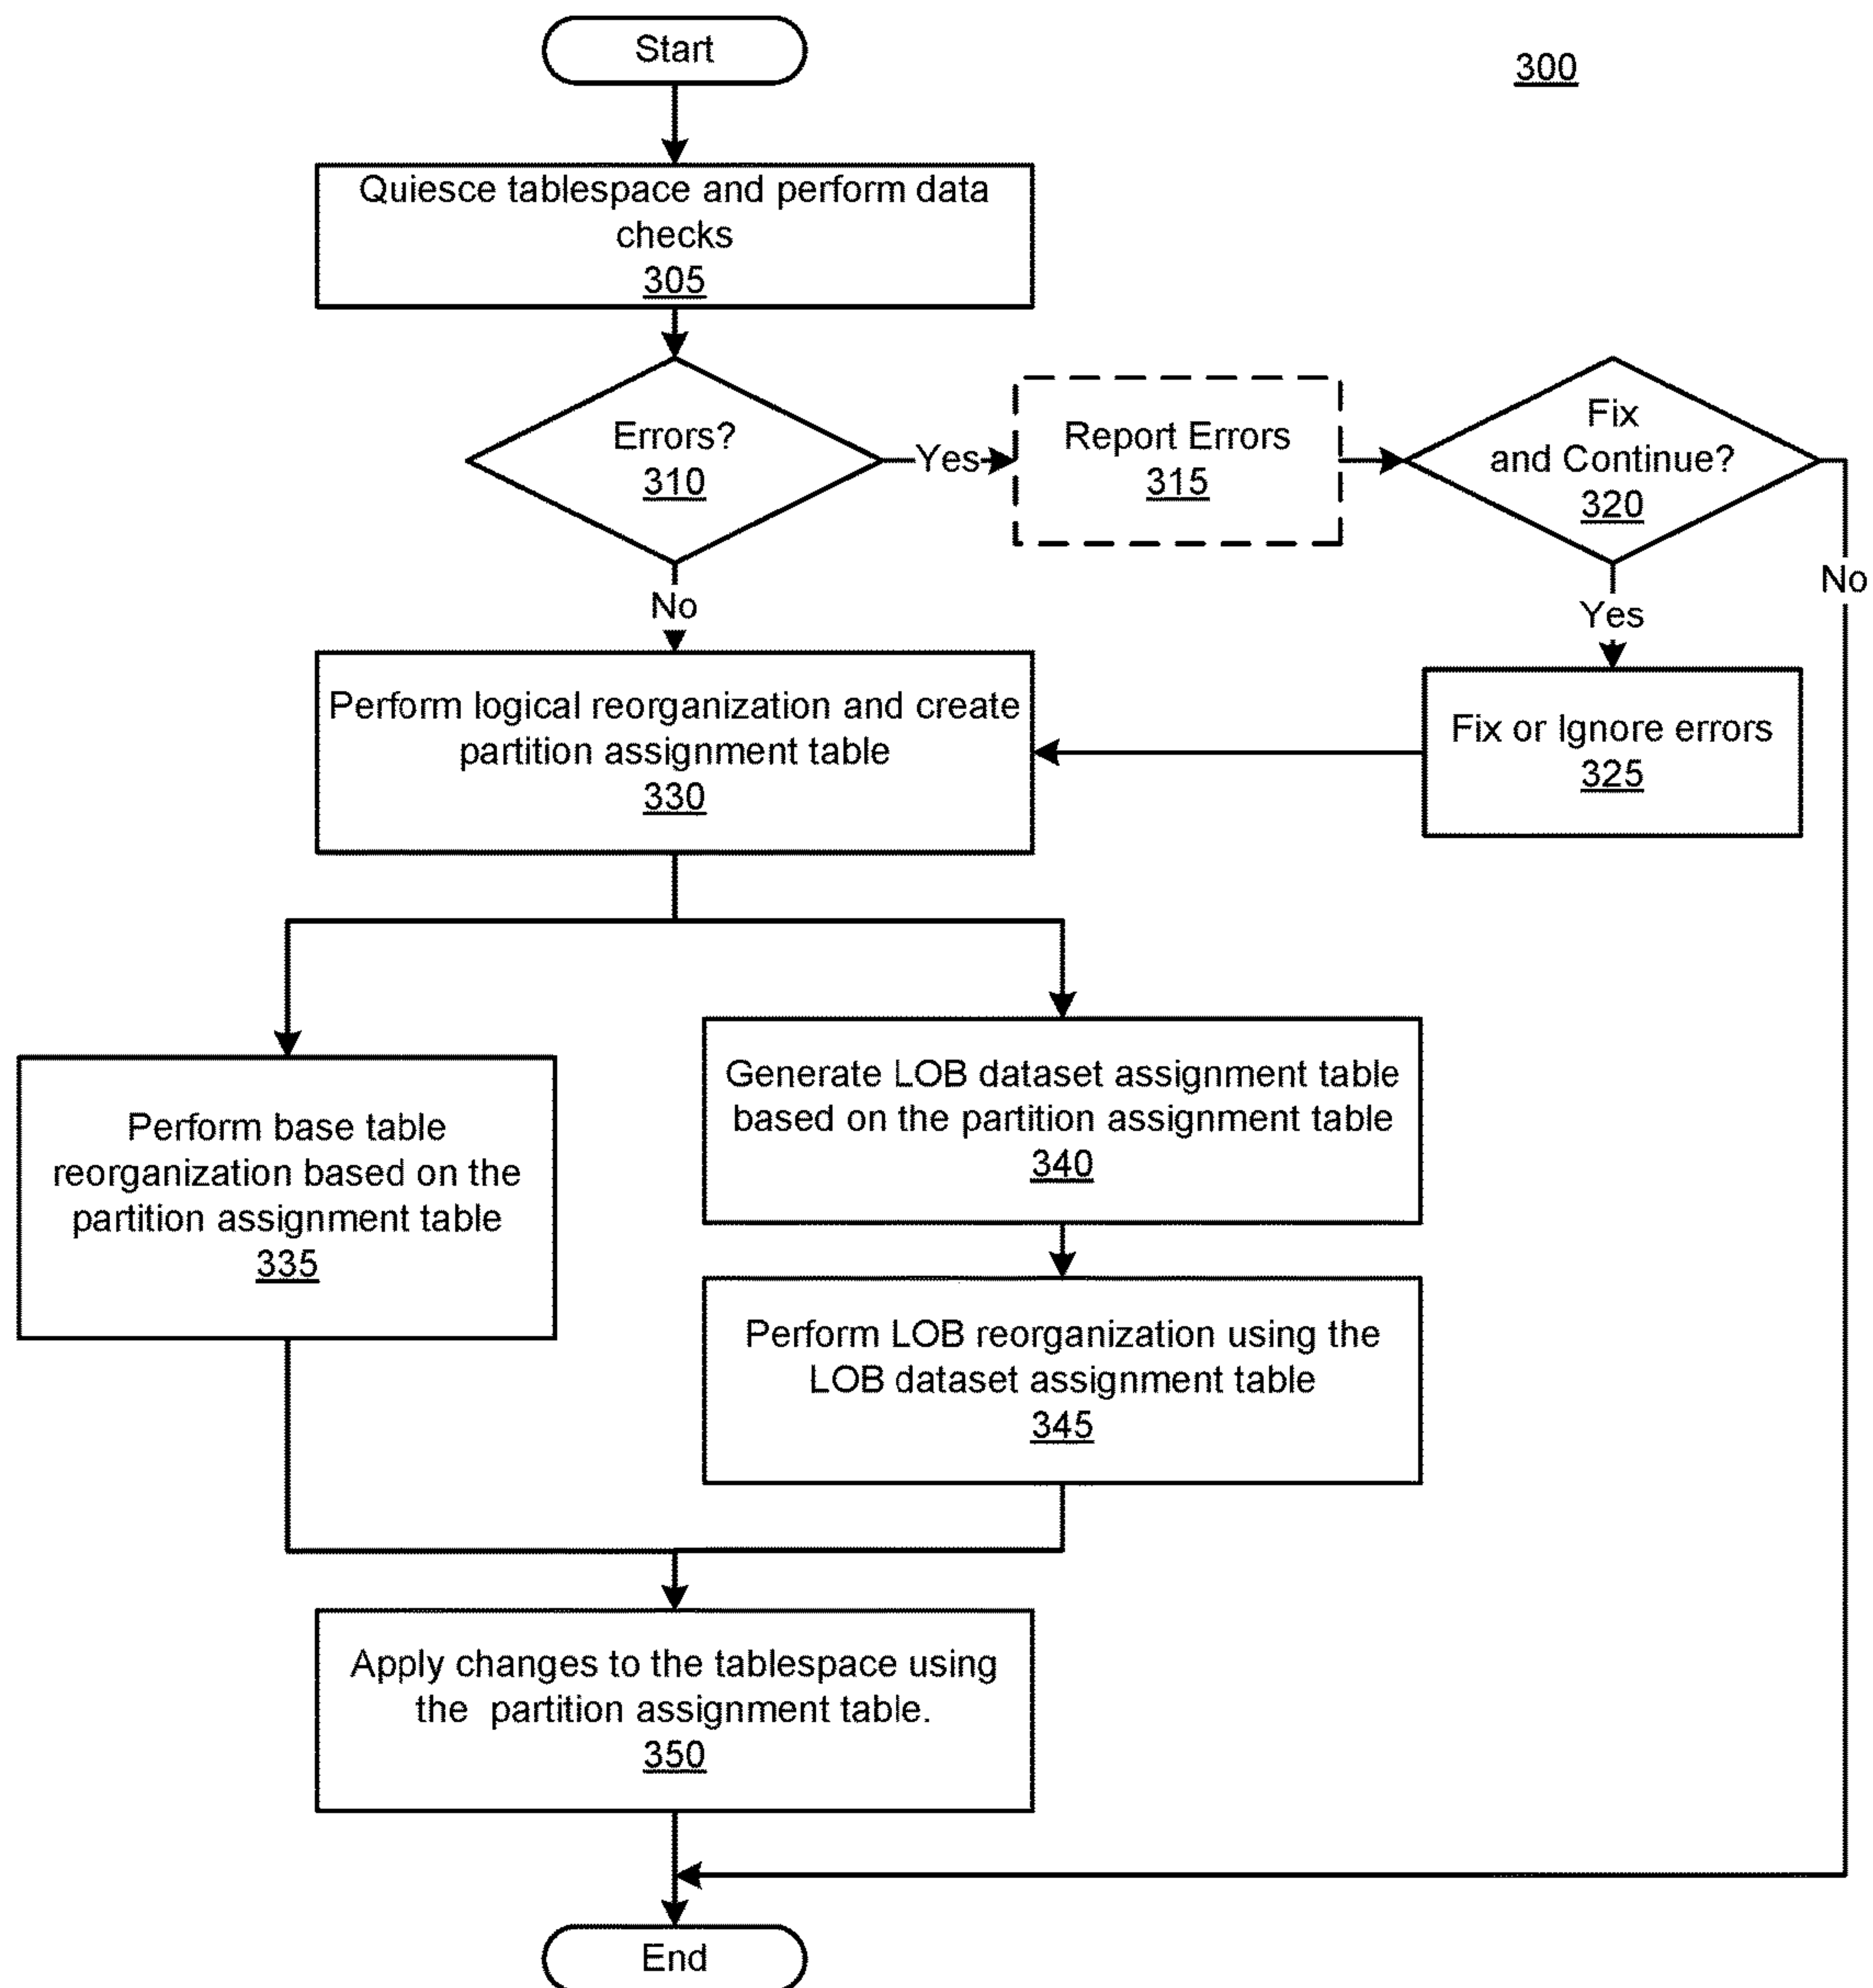 Start
300
Quiesce tablespace and perform data
checks
305
Errors?
310
Yes
Report Errors
315
Fix
and Continue?
320
No
No
Yes
Perform logical reorganization and create
partition assignment table
330
Fix or Ignore errors
325
Perform base table
reorganization based on the
partition assignment table
335
Generate LOB dataset assignment table
based on the partition assignment table
340
Perform LOB reorganization using the
LOB dataset assignment table
345
Apply changes to the tablespace using
the partition assignment table.
350
End